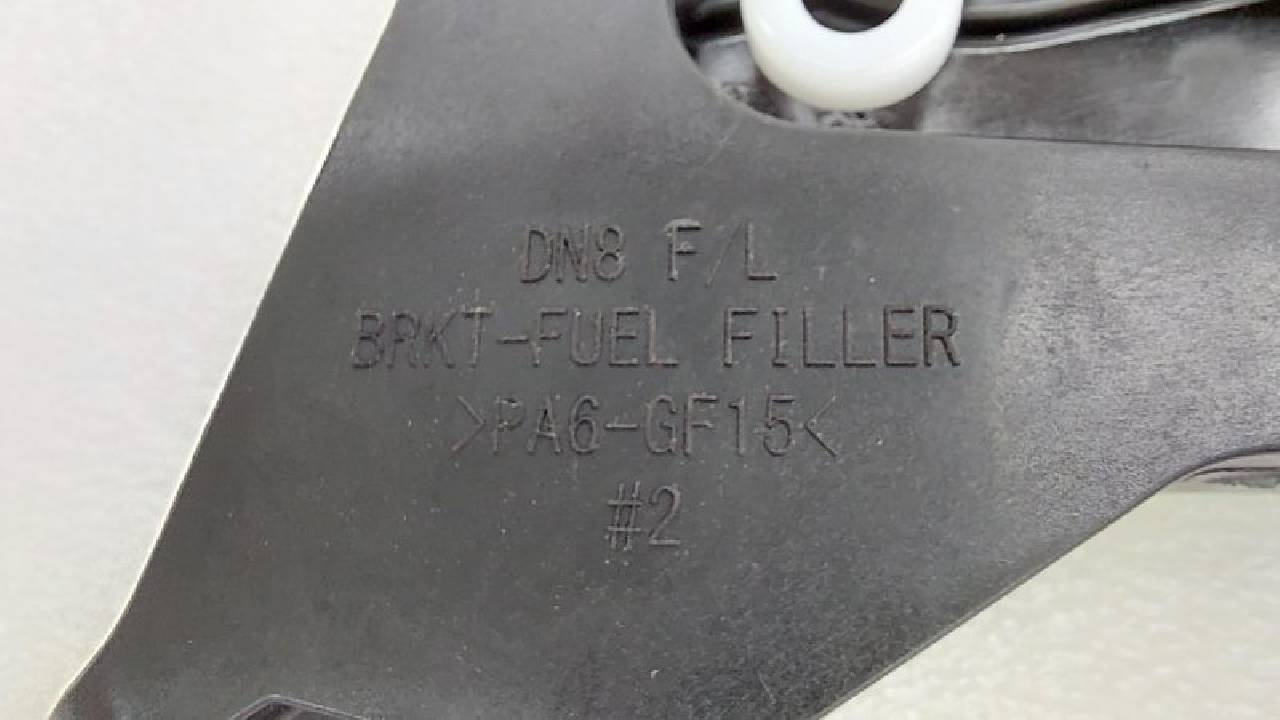 DN8 F/L
BRKT-FUEL FILLER
>PA6-GF15<
#2